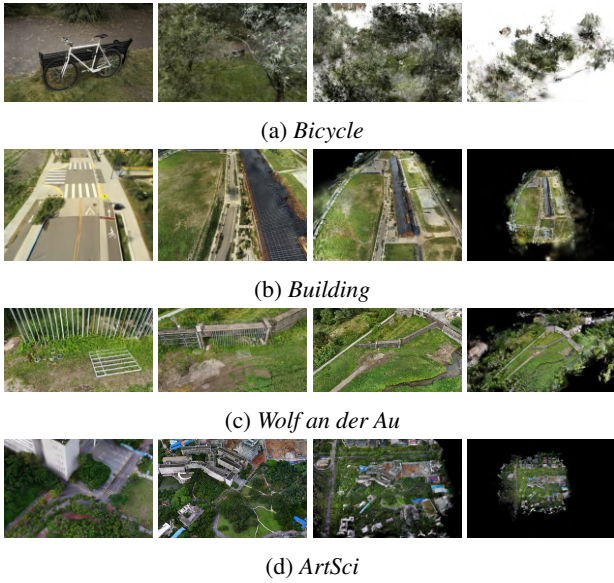 (a) Bicycle
(b) Building
(c) Wolf an der Au
(d) ArtSci